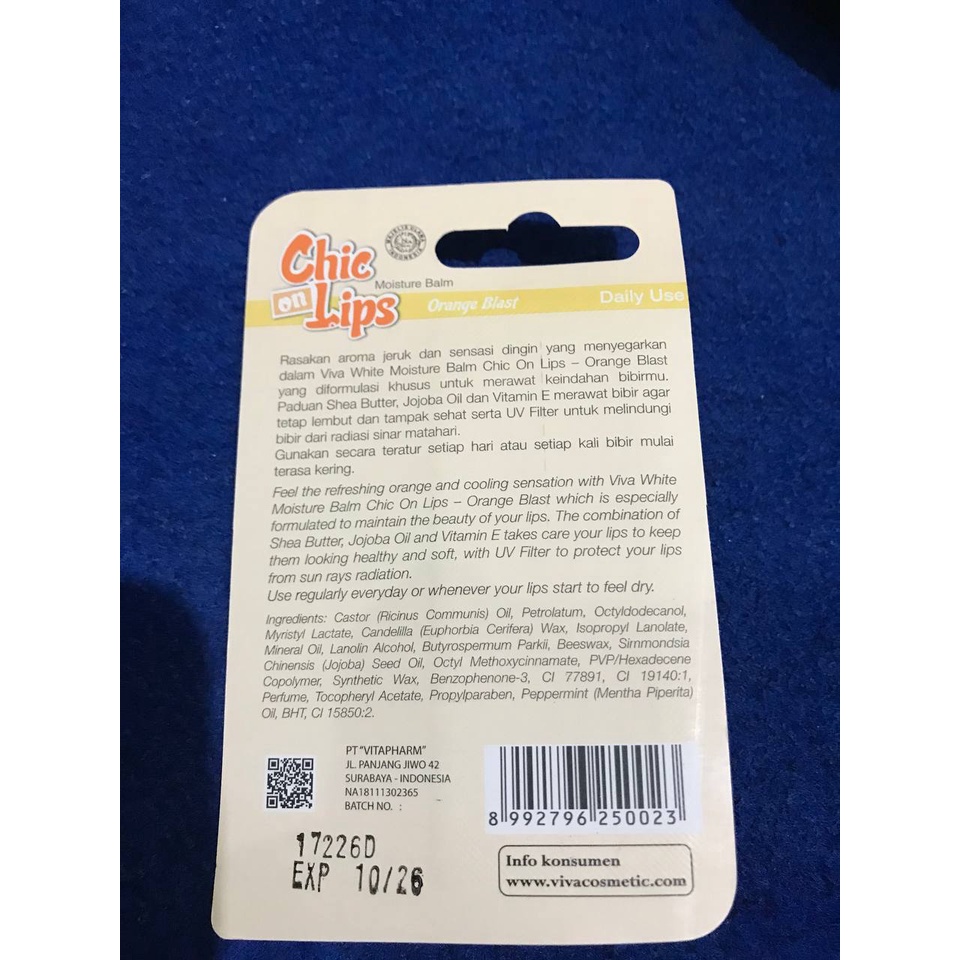 Chic
on
Lips
MAJELIS ULAMA
INDONESIA
Moisture Balm
Orange Blast
Daily Use
Rasakan aroma jeruk dan sensasi dingin yang menyegarkan
dalam Viva White Moisture Balm Chic On Lips – Orange Blast
yang diformulasi khusus untuk merawat keindahan bibirmu.
Paduan Shea Butter, Jojoba Oil dan Vitamin E merawat bibir agar
tetap lembut dan tampak sehat serta UV Filter untuk melindungi
bibir dari radiasi sinar matahari.
Gunakan secara teratur setiap hari atau setiap kali bibir mulai
terasa kering.
Feel the refreshing orange and cooling sensation with Viva White
Moisture Balm Chic On Lips – Orange Blast which is especially
formulated to maintain the beauty of your lips. The combination of
Shea Butter, Jojoba Oil and Vitamin E takes care your lips to keep
them looking healthy and soft, with UV Filter to protect your lips
from sun rays radiation.
Use regularly everyday or whenever your lips start to feel dry.
Ingredients: Castor (Ricinus Communis) Oil, Petrolatum, Octyldodecanol,
Myristyl Lactate, Candelilla (Euphorbia Cerifera) Wax, Isopropyl Lanolate,
Mineral Oil, Lanolin Alcohol, Butyrospermum Parkii, Beeswax, Simmondsia
Chinensis (Jojoba) Seed Oil, Octyl Methoxycinnamate, PVP/Hexadecene
Copolymer, Synthetic Wax, Benzophenone-3, CI 77891, CI 19140:1,
Perfume, Tocopheryl Acetate, Propylparaben, Peppermint (Mentha Piperita)
Oil, BHT, CI 15850:2.
PT "VITAPHARM"
JL. PANJANG JIWO 42
SURABAYA - INDONESIA
NA18111302365
BATCH NO. :
17226D
EXP 10/26
8 992796 250023
Info konsumen
www.vivacosmetic.com